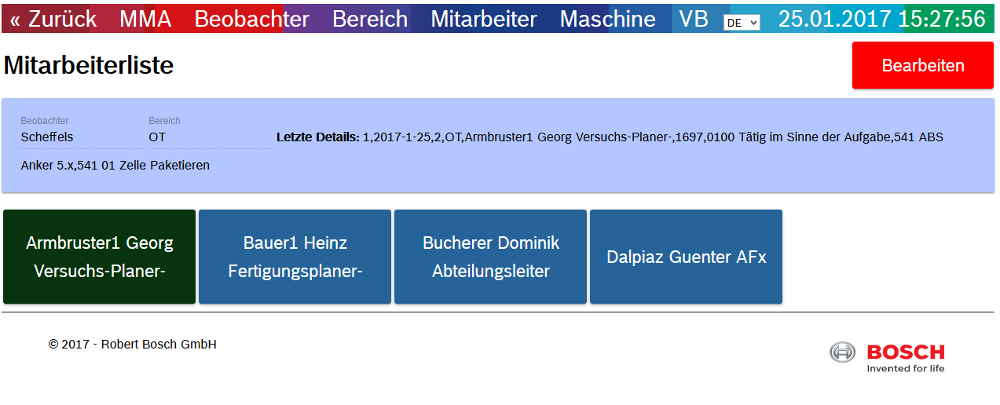 « Zurück MMA Beobachter Bereich Mitarbeiter Maschine VB DE 25.01.2017 15:27:56
Mitarbeiterliste
Bearbeiten
Beobachter Bereich
Scheffels OT Letzte Details: 1,2017-1-25,2,OT,Armbruster1 Georg Versuchs-Planer-,1697,0100 Tätig im Sinne der Aufgabe,541 ABS
Anker 5.x,541 01 Zelle Paketieren
Armbruster1 Georg
Versuchs-Planer-
Bauer1 Heinz
Fertigungsplaner-
Bucherer Dominik
Abteilungsleiter
Dalpiaz Guenter AFx
© 2017 - Robert Bosch GmbH
BOSCH
Invented for life